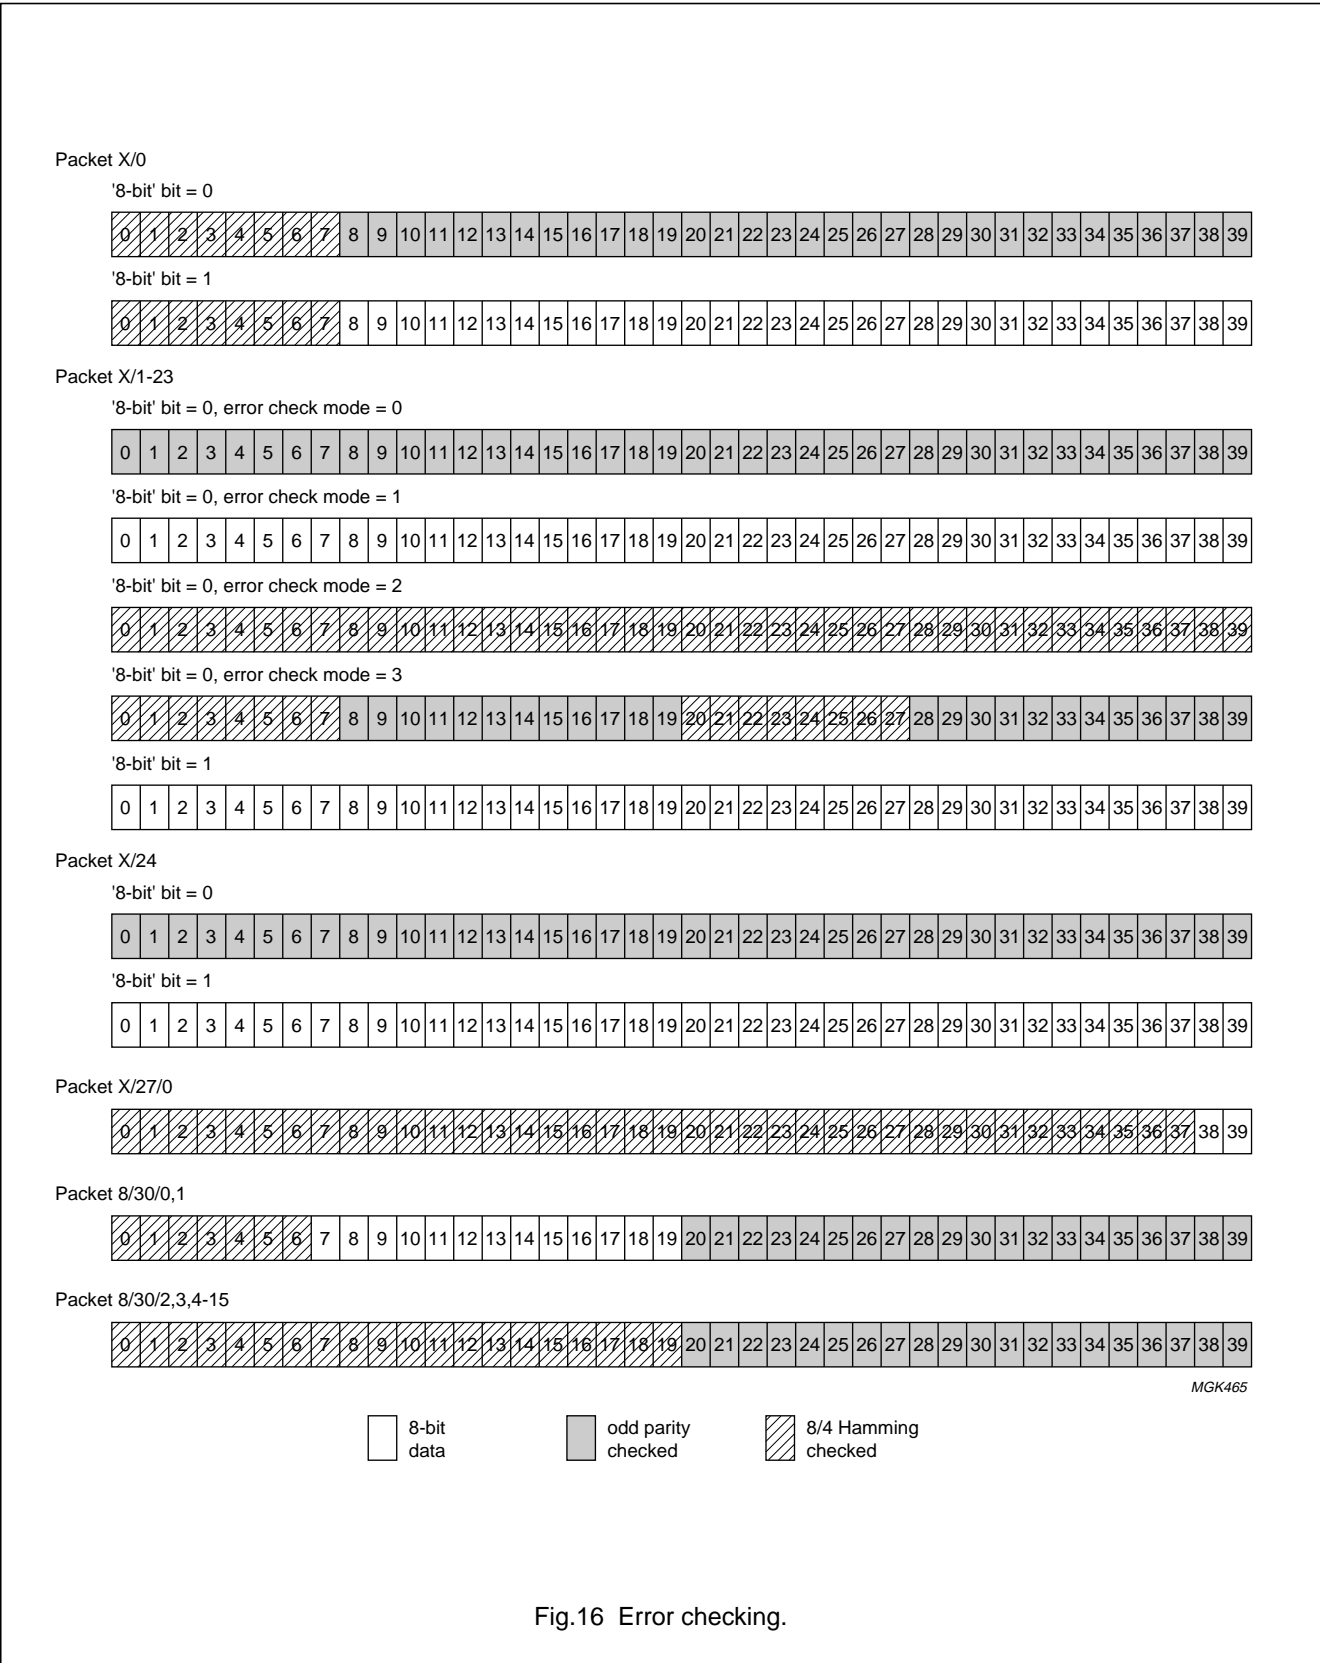 Packet X/0
'8-bit' bit = 0
0 1 2 3 4 5 6 7 8 9 10 11 12 13 14 15 16 17 18 19 20 21 22 23 24 25 26 27 28 29 30 31 32 33 34 35 36 37 38 39
'8-bit' bit = 1
0 1 2 3 4 5 6 7 8 9 10 11 12 13 14 15 16 17 18 19 20 21 22 23 24 25 26 27 28 29 30 31 32 33 34 35 36 37 38 39
Packet X/1-23
'8-bit' bit = 0, error check mode = 0
0 1 2 3 4 5 6 7 8 9 10 11 12 13 14 15 16 17 18 19 20 21 22 23 24 25 26 27 28 29 30 31 32 33 34 35 36 37 38 39
'8-bit' bit = 0, error check mode = 1
0 1 2 3 4 5 6 7 8 9 10 11 12 13 14 15 16 17 18 19 20 21 22 23 24 25 26 27 28 29 30 31 32 33 34 35 36 37 38 39
'8-bit' bit = 0, error check mode = 2
0 1 2 3 4 5 6 7 8 9 10 11 12 13 14 15 16 17 18 19 20 21 22 23 24 25 26 27 28 29 30 31 32 33 34 35 36 37 38 39
'8-bit' bit = 0, error check mode = 3
0 1 2 3 4 5 6 7 8 9 10 11 12 13 14 15 16 17 18 19 20 21 22 23 24 25 26 27 28 29 30 31 32 33 34 35 36 37 38 39
'8-bit' bit = 1
0 1 2 3 4 5 6 7 8 9 10 11 12 13 14 15 16 17 18 19 20 21 22 23 24 25 26 27 28 29 30 31 32 33 34 35 36 37 38 39
Packet X/24
'8-bit' bit = 0
0 1 2 3 4 5 6 7 8 9 10 11 12 13 14 15 16 17 18 19 20 21 22 23 24 25 26 27 28 29 30 31 32 33 34 35 36 37 38 39
'8-bit' bit = 1
0 1 2 3 4 5 6 7 8 9 10 11 12 13 14 15 16 17 18 19 20 21 22 23 24 25 26 27 28 29 30 31 32 33 34 35 36 37 38 39
Packet X/27/0
0 1 2 3 4 5 6 7 8 9 10 11 12 13 14 15 16 17 18 19 20 21 22 23 24 25 26 27 28 29 30 31 32 33 34 35 36 37 38 39
Packet 8/30/0,1
0 1 2 3 4 5 6 7 8 9 10 11 12 13 14 15 16 17 18 19 20 21 22 23 24 25 26 27 28 29 30 31 32 33 34 35 36 37 38 39
Packet 8/30/2,3,4-15
0 1 2 3 4 5 6 7 8 9 10 11 12 13 14 15 16 17 18 19 20 21 22 23 24 25 26 27 28 29 30 31 32 33 34 35 36 37 38 39
MGK465
8-bit
data
odd parity
checked
8/4 Hamming
checked
Fig.16 Error checking.